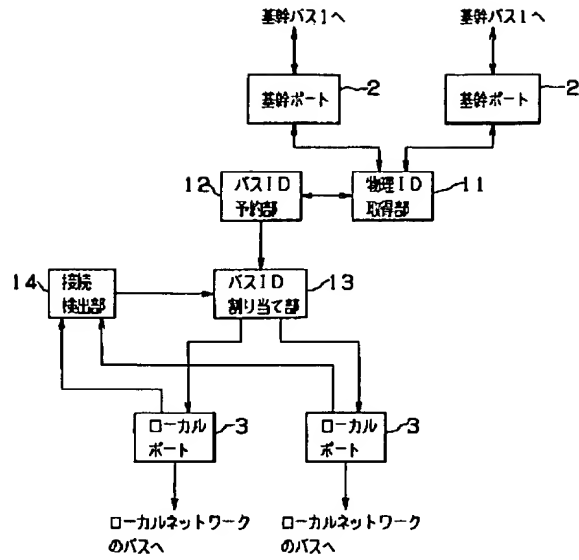 基幹バス1へ
基幹バス1へ
基幹ポート
2
基幹ポート
2
12
バスID
予約部
物理ID
取得部
11
14
接続
検出部
バスID
割り当て部
13
ローカル
ポート
3
ローカル
ポート
3
ローカルネットワーク
のバスへ
ローカルネットワーク
のバスへ